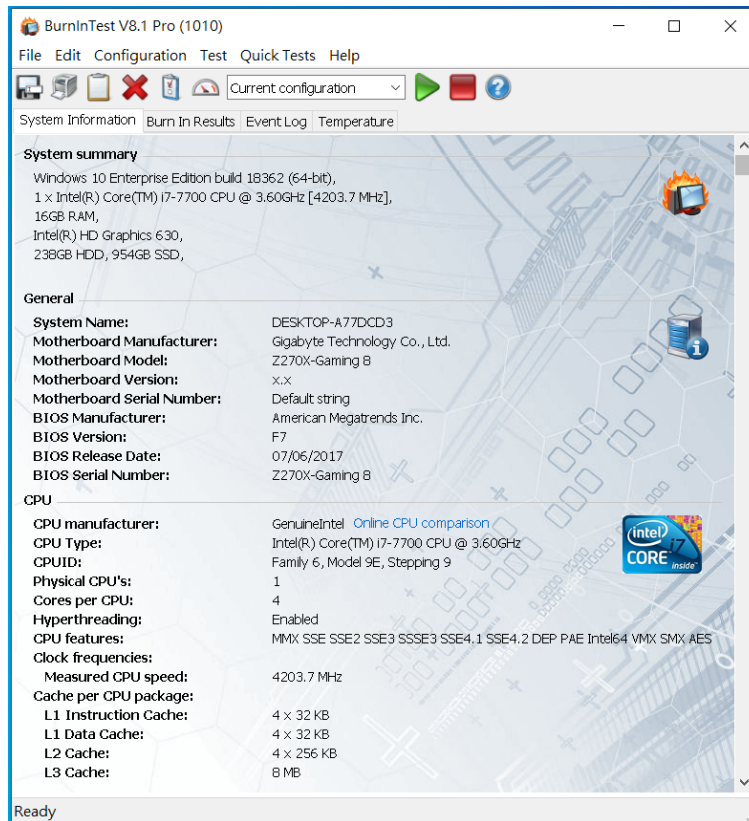 BurnInTest V8.1 Pro (1010)
File Edit Configuration Test Quick Tests Help
Current configuration
System Information Burn In Results Event Log Temperature
System summary
Windows 10 Enterprise Edition build 18362 (64-bit),
1 x Intel(R) Core(TM) i7-7700 CPU @ 3.60GHz [4203.7 MHz],
16GB RAM,
Intel(R) HD Graphics 630,
238GB HDD, 954GB SSD,
General
System Name: DESKTOP-A77DCD3
Motherboard Manufacturer: Gigabyte Technology Co., Ltd.
Motherboard Model: Z270X-Gaming 8
Motherboard Version: x.x
Motherboard Serial Number: Default string
BIOS Manufacturer: American Megatrends Inc.
BIOS Version: F7
BIOS Release Date: 07/06/2017
BIOS Serial Number: Z270X-Gaming 8
CPU
CPU manufacturer: GenuineIntel Online CPU comparison
CPU Type: Intel(R) Core(TM) i7-7700 CPU @ 3.60GHz
CPUID: Family 6, Model 9E, Stepping 9
Physical CPU's: 1
Cores per CPU: 4
Hyperthreading: Enabled
CPU features: MMX SSE SSE2 SSE3 SSSE3 SSE4.1 SSE4.2 DEP PAE Intel64 VMX SMX AES
Clock frequencies:
Measured CPU speed: 4203.7 MHz
Cache per CPU package:
L1 Instruction Cache: 4 x 32 KB
L1 Data Cache: 4 x 32 KB
L2 Cache: 4 x 256 KB
L3 Cache: 8 MB
intel
CORE i7
inside™
Ready